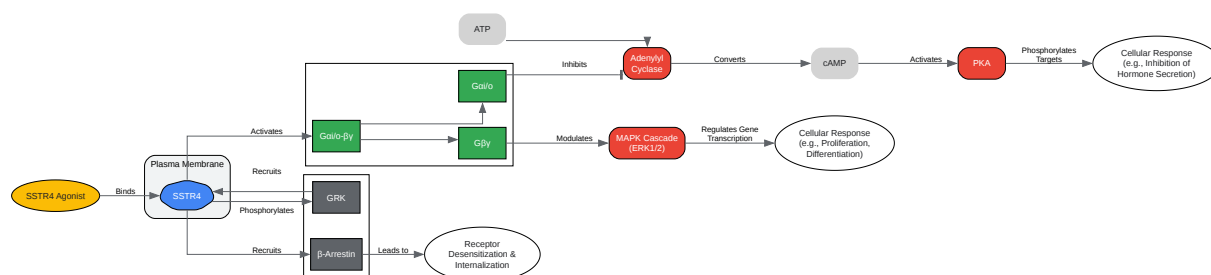 ATP
Adenylyl
Cyclase
Inhibits
Converts
cAMP
Activates
PKA
Phosphorylates
Targets
Cellular Response
(e.g., Inhibition of
Hormone Secretion)
Gαi/o
Activates
Gαi/o-βγ
Gβγ
Modulates
MAPK Cascade
(ERK1/2)
Regulates Gene
Transcription
Cellular Response
(e.g., Proliferation,
Differentiation)
Plasma Membrane
SSTR4 Agonist
Binds
SSTR4
Recruits
Phosphorylates
GRK
Recruits
β-Arrestin
Leads to
Receptor
Desensitization &
Internalization